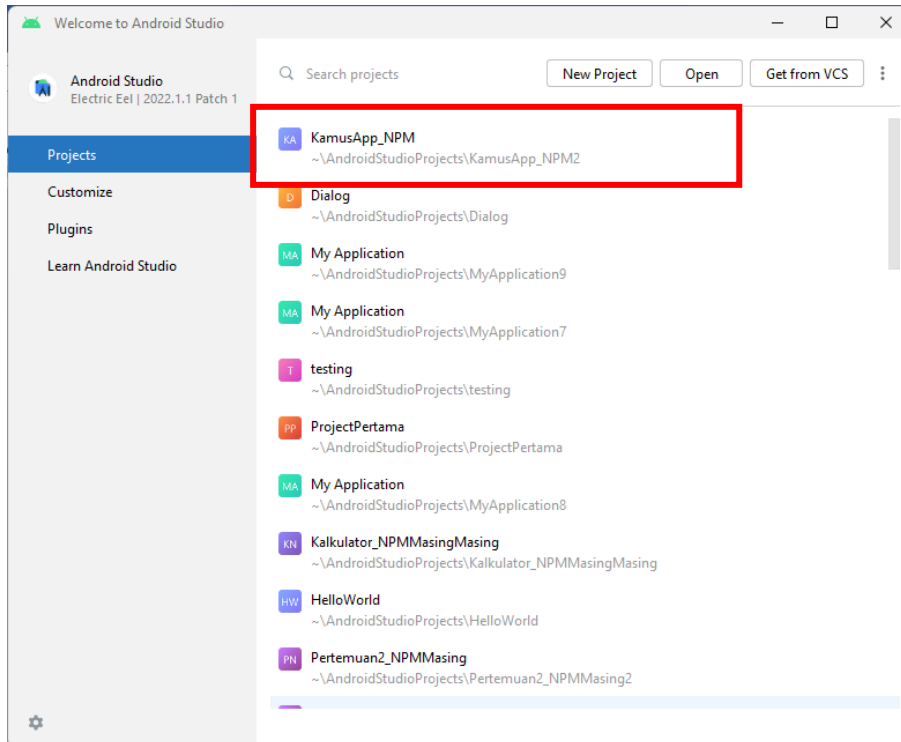 Welcome to Android Studio
Android Studio
Electric Eel | 2022.1.1 Patch 1
Projects
Customize
Plugins
Learn Android Studio
Search projects
New Project
Open
Get from VCS
KA
KamusApp_NPM
~\AndroidStudioProjects\KamusApp_NPM2
D
Dialog
~\AndroidStudioProjects\Dialog
MA
My Application
~\AndroidStudioProjects\MyApplication9
MA
My Application
~\AndroidStudioProjects\MyApplication7
T
testing
~\AndroidStudioProjects\testing
PP
ProjectPertama
~\AndroidStudioProjects\ProjectPertama
MA
My Application
~\AndroidStudioProjects\MyApplication8
KN
Kalkulator_NPMMasingMasing
~\AndroidStudioProjects\Kalkulator_NPMMasingMasing
HW
HelloWorld
~\AndroidStudioProjects\HelloWorld
PN
Pertemuan2_NPMMasing
~\AndroidStudioProjects\Pertemuan2_NPMMasing2